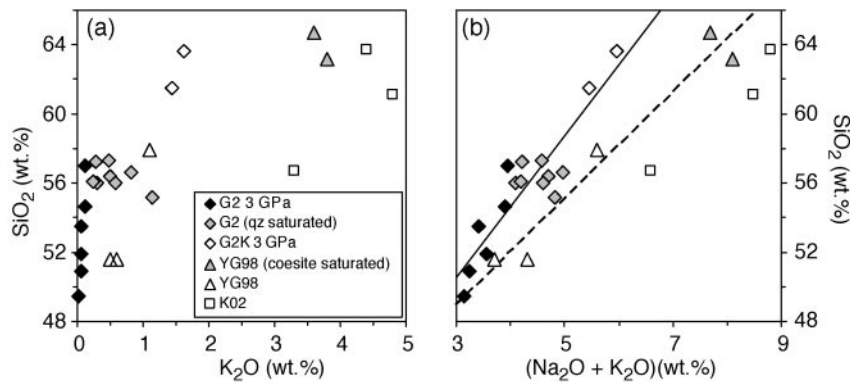 (a)
SiO2 (wt.%)
64
60
56
52
48
G2 3 GPa
G2 (qz saturated)
G2K 3 GPa
YG98 (coesite saturated)
YG98
K02
0 1 2 3 4 5
K2O (wt.%)
(b)
64
60
56
52
48
SiO2 (wt.%)
3 5 7 9
(Na2O + K2O)(wt.%)